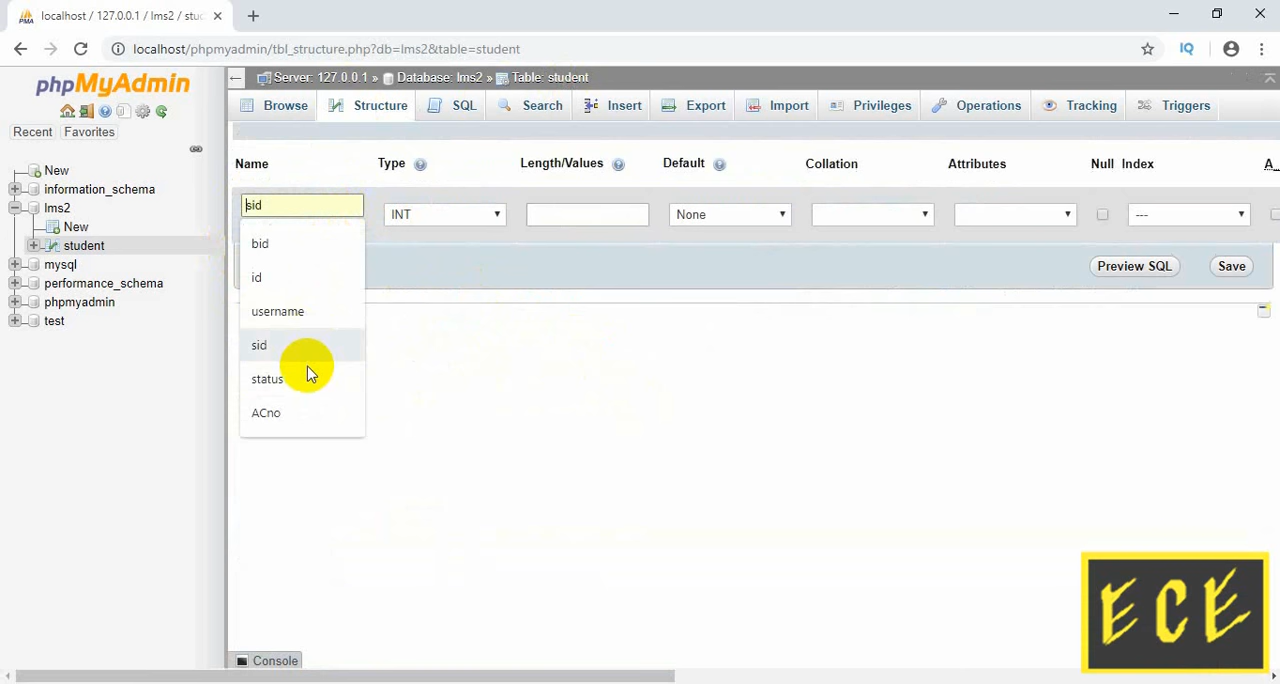 localhost / 127.0.0.1 / lms2 / stud
localhost/phpmyadmin/tbl_structure.php?db=lms2&table=student
IQ
phpMyAdmin
Recent
Favorites
New
information_schema
lms2
New
student
mysql
performance_schema
phpmyadmin
test
Server: 127.0.0.1 » Database: lms2 » Table: student
Browse
Structure
SQL
Search
Insert
Export
Import
Privileges
Operations
Tracking
Triggers
Name
Type
Length/Values
Default
Collation
Attributes
Null
Index
A_
sid
INT
None
---
bid
id
username
sid
status
ACno
Preview SQL
Save
Console
ECE